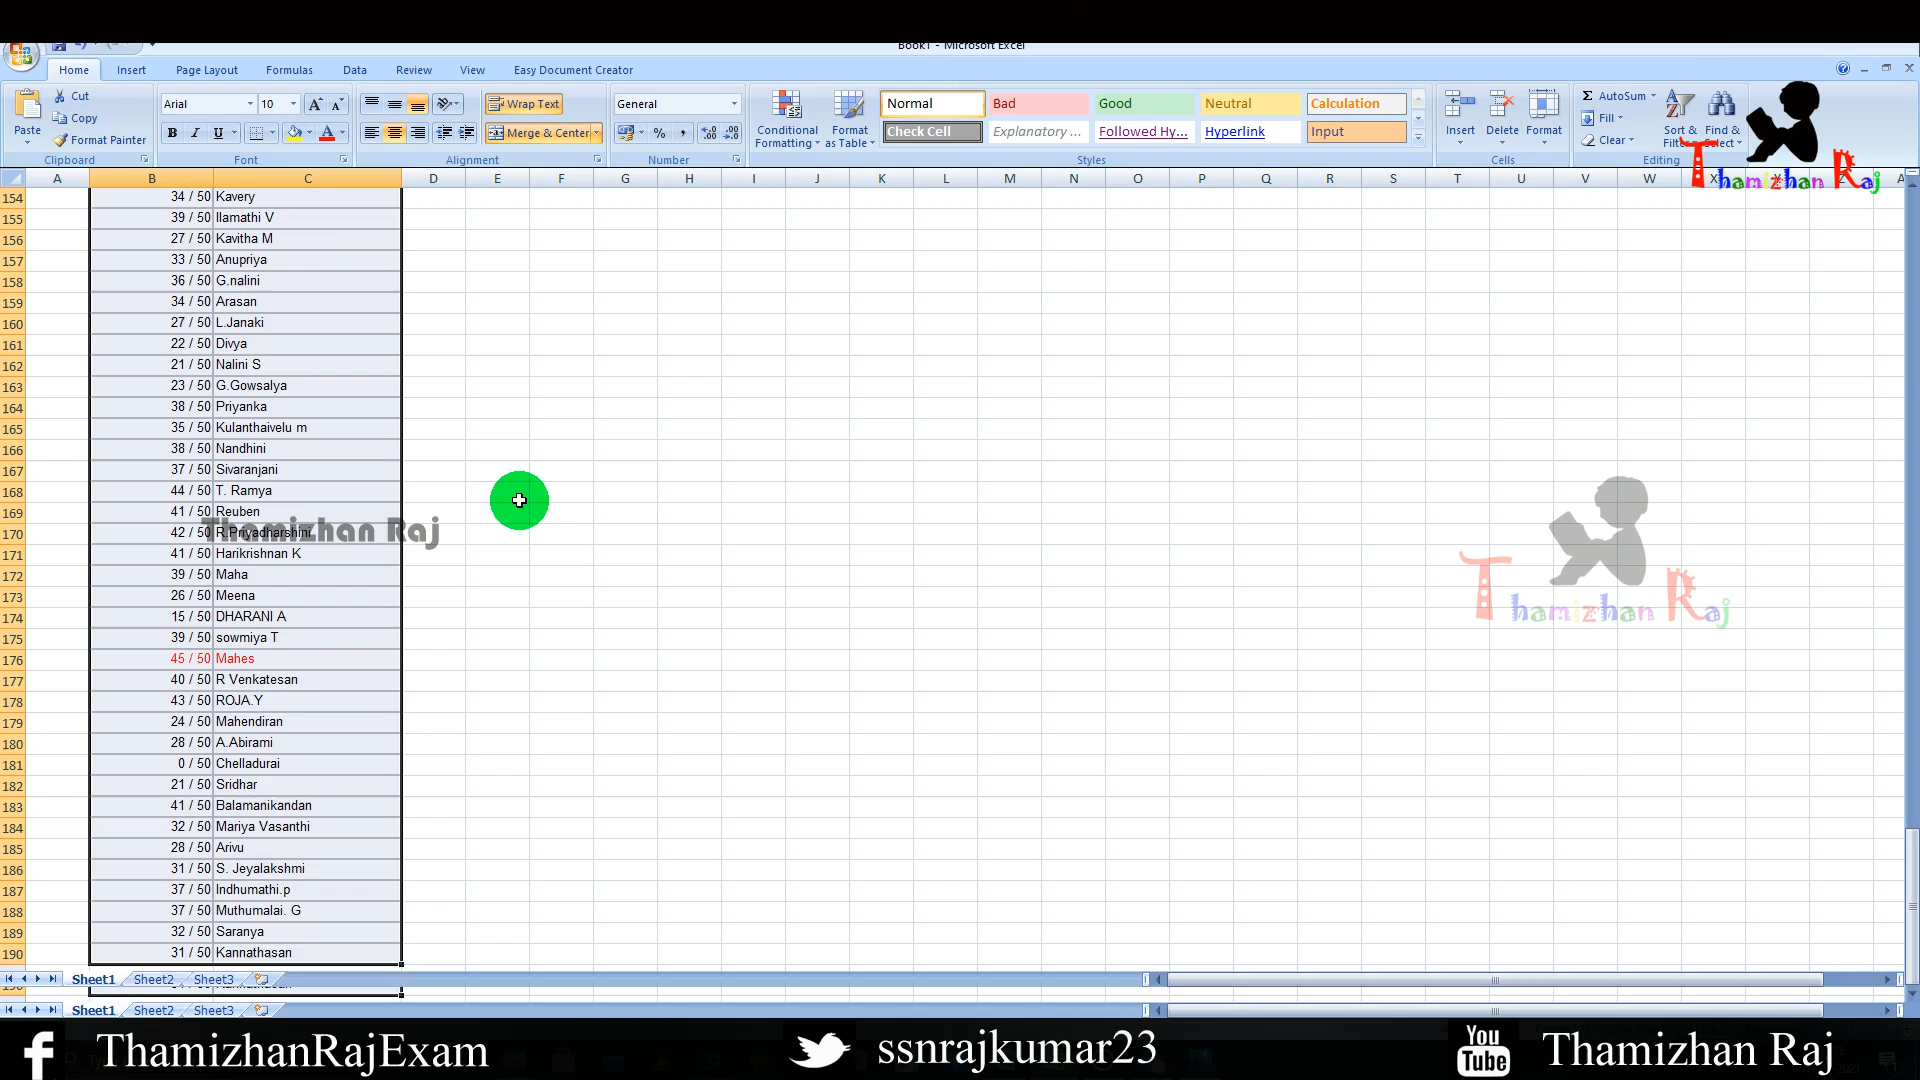 Book1 - Microsoft Excel
Home Insert Page Layout Formulas Data Review View Easy Document Creator
Paste Cut Copy Format Painter Clipboard
Arial 10 B I U Font
Wrap Text Merge & Center Alignment
General % , Number
Conditional Formatting Format as Table
Normal Bad Good Neutral Calculation
Check Cell Explanatory ... Followed Hy... Hyperlink Input
Styles
Insert Delete Format Cells
Σ AutoSum Fill Clear Sort & Filter Find & Select Editing
Thamizhan Raj
A B C D E F G H I J K L M N O P Q R S T U V W X Z
154 34 / 50 Kavery
155 39 / 50 Ilamathi V
156 27 / 50 Kavitha M
157 33 / 50 Anupriya
158 36 / 50 G.nalini
159 34 / 50 Arasan
160 27 / 50 L.Janaki
161 22 / 50 Divya
162 21 / 50 Nalini S
163 23 / 50 G.Gowsalya
164 38 / 50 Priyanka
165 35 / 50 Kulanthaivelu m
166 38 / 50 Nandhini
167 37 / 50 Sivaranjani
168 44 / 50 T. Ramya
169 41 / 50 Reuben
170 42 / 50 R.Priyadharshini
Thamizhan Raj
171 41 / 50 Harikrishnan K
172 39 / 50 Maha
173 26 / 50 Meena
Thamizhan Raj
174 15 / 50 DHARANI A
175 39 / 50 sowmiya T
176 45 / 50 Mahes
177 40 / 50 R Venkatesan
178 43 / 50 ROJA.Y
179 24 / 50 Mahendiran
180 28 / 50 A.Abirami
181 0 / 50 Chelladurai
182 21 / 50 Sridhar
183 41 / 50 Balamanikandan
184 32 / 50 Mariya Vasanthi
185 28 / 50 Arivu
186 31 / 50 S. Jeyalakshmi
187 37 / 50 Indhumathi.p
188 37 / 50 Muthumalai. G
189 32 / 50 Saranya
190 31 / 50 Kannathasan
Sheet1 Sheet2 Sheet3
Sheet1 Sheet2 Sheet3
f ThamizhanRajExam ssnrajkumar23 You Tube Thamizhan Raj